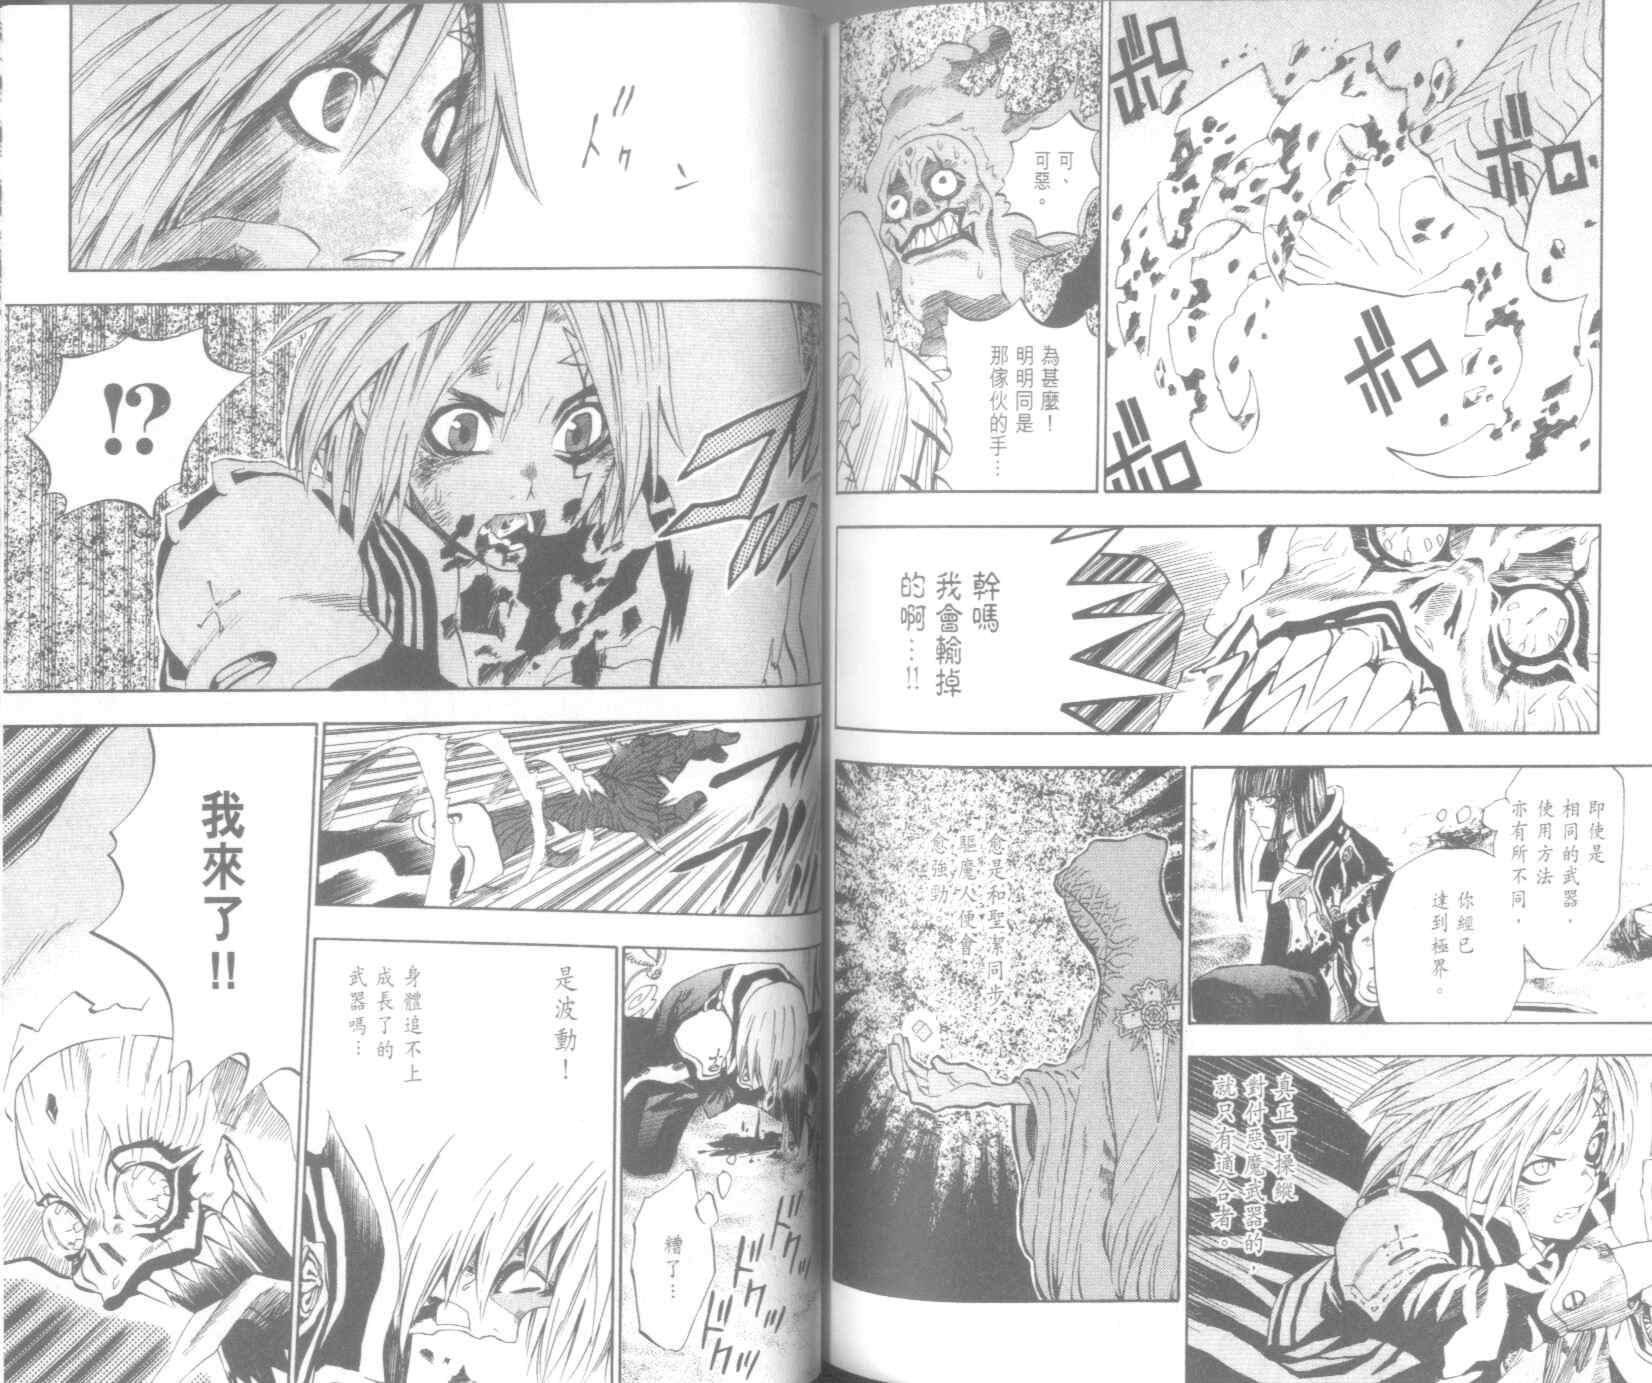 ボロ
ボロ
ボロ
ボロ
可、
可惡。
為甚麼！
明明同是
那傢伙的手…
幹嗎
我會輸掉
的啊…!!
即使是
相同的武器，
使用方法
亦有所不同，
你經已
達到極界。
愈是和聖潔同步，
驅魔人便會
愈強勁。
真正可操縱
對付惡魔武器的，
就只有適合者。
ドクン
!?
ズズズ
ズズズ
我來了!!
糟了…
ドクッ
ドクッ
ドクッ
是波動！
身體追不上
成長了的
武器嗎…